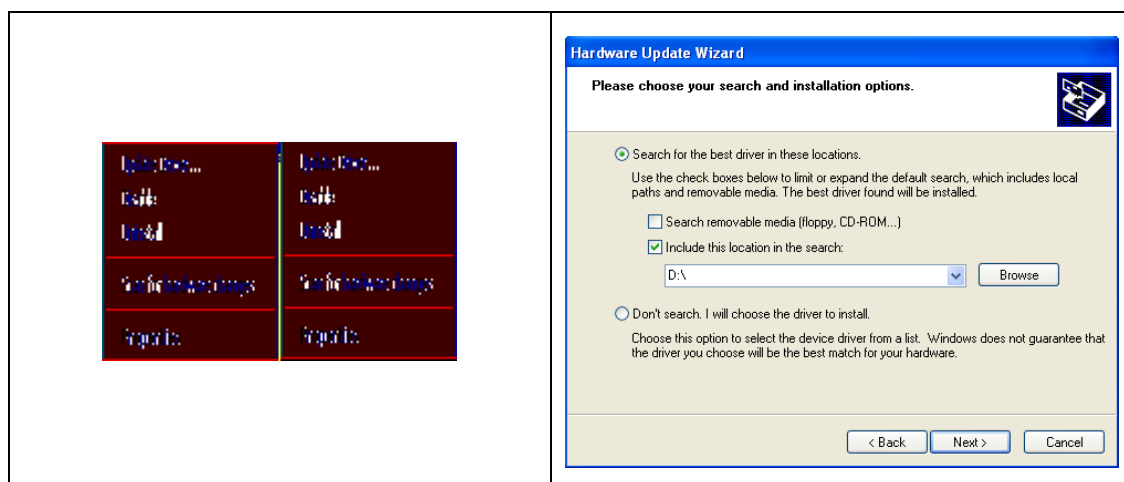 Hardware Update Wizard
Please choose your search and installation options.
Search for the best driver in these locations.
Use the check boxes below to limit or expand the default search, which includes local
paths and removable media. The best driver found will be installed.
Search removable media (floppy, CD-ROM...)
Include this location in the search:
D:\
Browse
Don't search. I will choose the driver to install.
Choose this option to select the device driver from a list. Windows does not guarantee that
the driver you choose will be the best match for your hardware.
< Back
Next >
Cancel